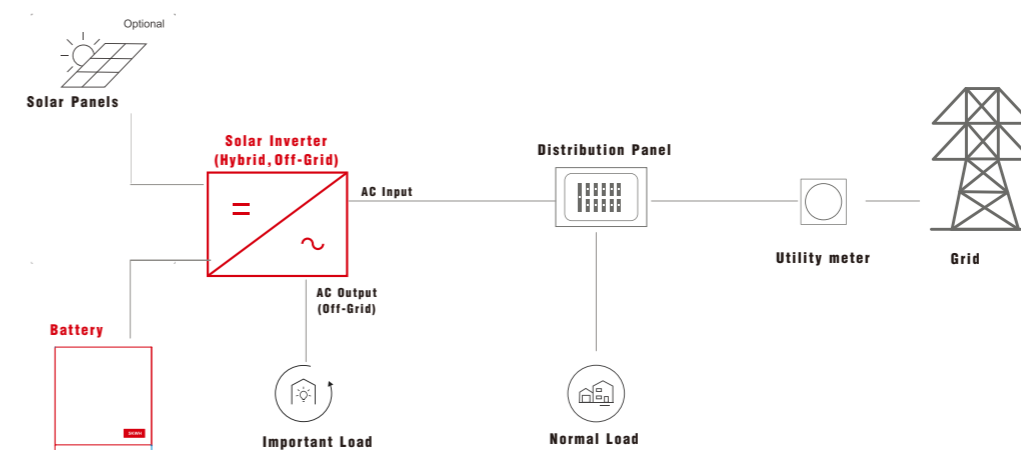 Optional
Solar Panels
Solar Inverter
(Hybrid, Off-Grid)
AC Input
Distribution Panel
Utility meter
Grid
AC Output
(Off-Grid)
Battery
Important Load
Normal Load